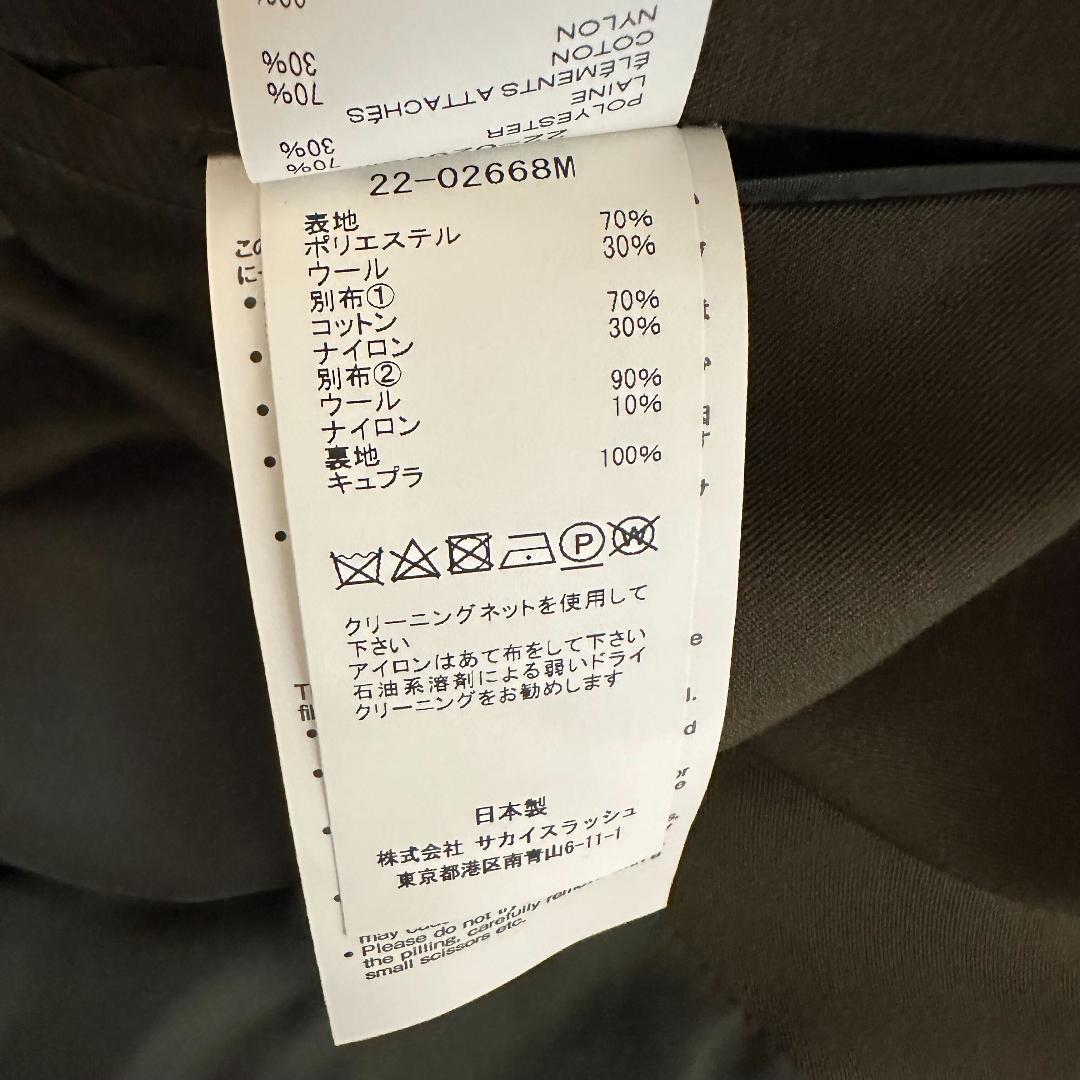 NYLON
COTON
30%
ÉLÉMENTS ATTACHÉS
70%
LAINE
POLYESTER
30%
70%
22-02668M
表地
ポリエステル 70%
ウール 30%
別布①
コットン 70%
ナイロン 30%
別布②
ウール 90%
ナイロン 10%
裏地
キュプラ 100%
P
W
クリーニングネットを使用して
下さい
アイロンはあて布をして下さい
石油系溶剤による弱いドライ
クリーニングをお勧めします
日本製
株式会社 サカイスラッシュ
東京都港区南青山6-11-1
may
• Please do not
the pilling, carefully
small scissors etc.